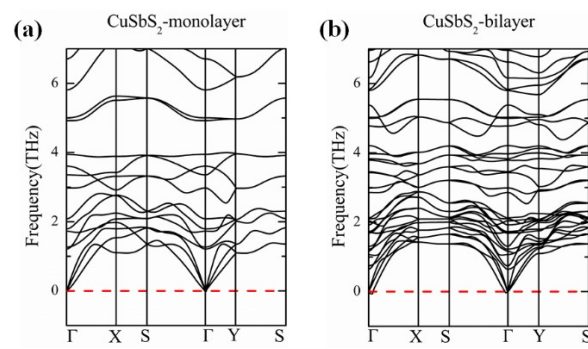 (a)
CuSbS₂-monolayer
Frequency(THz)
6
4
2
0
Γ X S Γ Y S
(b)
CuSbS₂-bilayer
Frequency(THz)
6
4
2
0
Γ X S Γ Y S